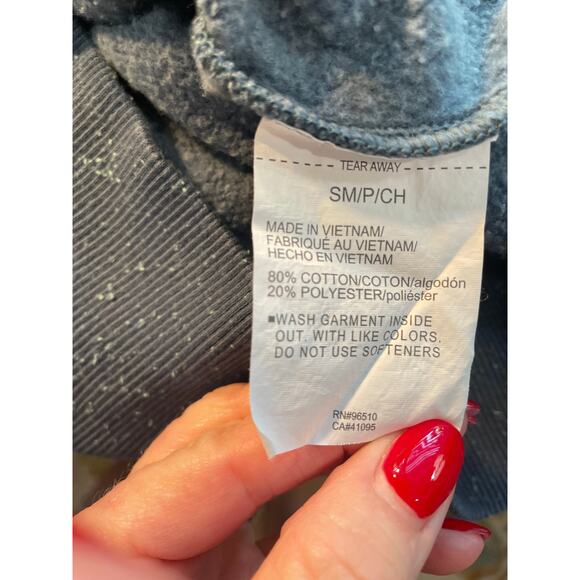 TEAR AWAY
SM/P/CH
MADE IN VIETNAM/
FABRIQUÉ AU VIETNAM/
HECHO EN VIETNAM
80% COTTON/COTON/algodón
20% POLYESTER/poliéster
▪WASH GARMENT INSIDE
OUT. WITH LIKE COLORS.
DO NOT USE SOFTENERS
RN#96510
CA#41095